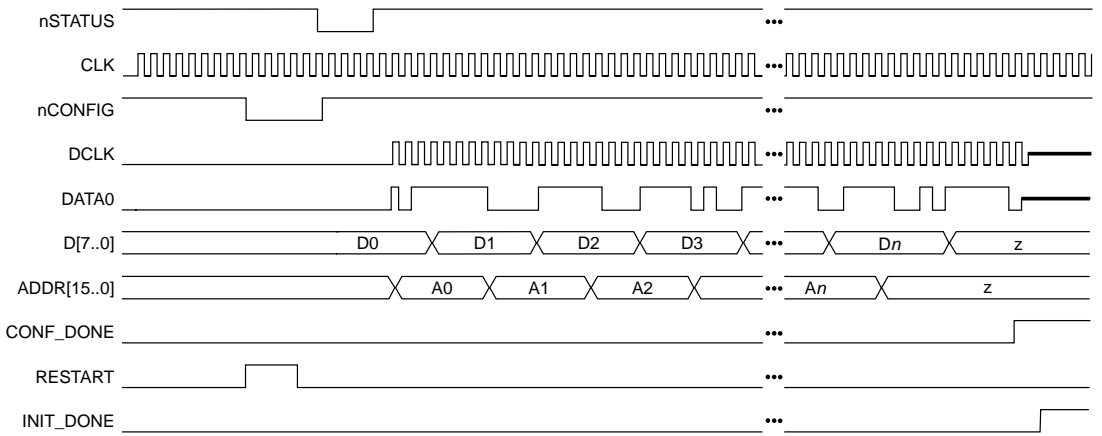 nSTATUS •••
CLK •••
nCONFIG •••
DCLK •••
DATA0 •••
D[7..0] D0 D1 D2 D3 ••• Dn z
ADDR[15..0] A0 A1 A2 ••• An z
CONF_DONE •••
RESTART •••
INIT_DONE •••